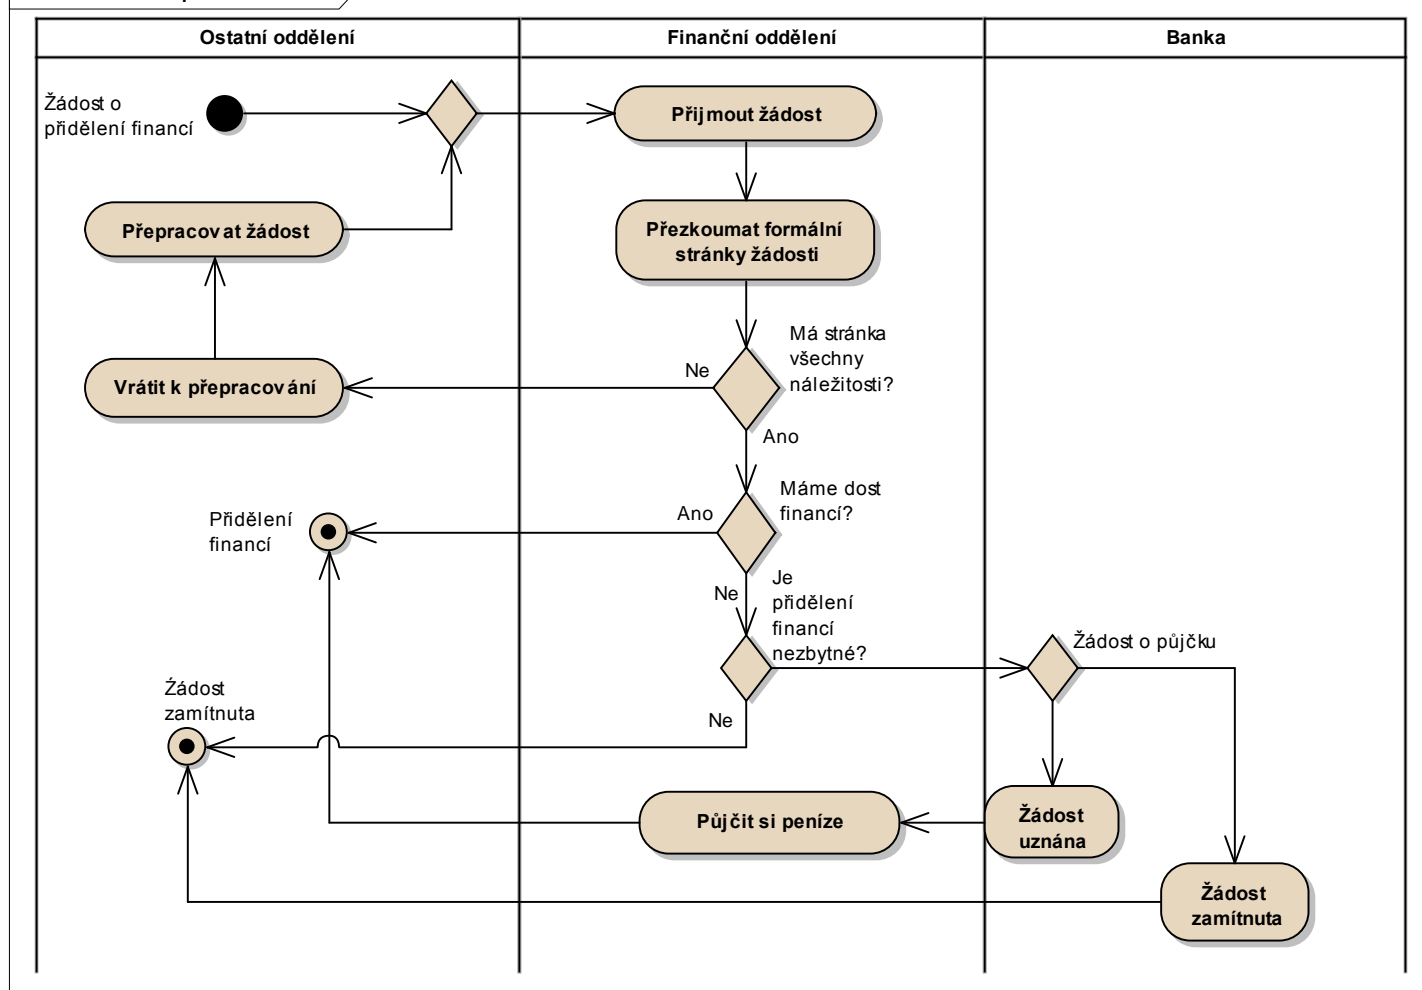 Ostatní oddělení
Finanční oddělení
Banka
Žádost o
přidělení financí
Přijmout žádost
Přepracovat žádost
Přezkoumat formální
stránky žádosti
Má stránka
všechny
náležitosti?
Ne
Vrátit k přepracování
Ano
Máme dost
financí?
Ano
Přidělení
financí
Ne
Je
přidělení
financí
nezbytné?
Žádost o půjčku
Źádost
zamítnuta
Ne
Půjčit si peníze
Žádost
uznána
Žádost
zamítnuta